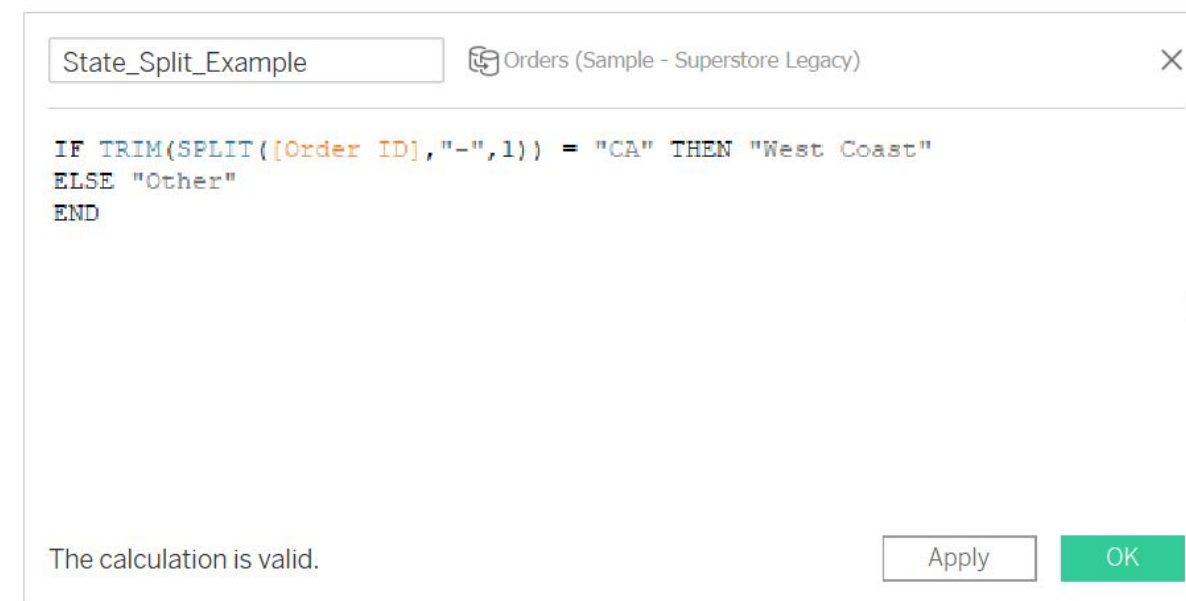 State_Split_Example Orders (Sample - Superstore Legacy)
IF TRIM(SPLIT([Order ID],"-",1)) = "CA" THEN "West Coast"
ELSE "Other"
END
The calculation is valid. Apply OK